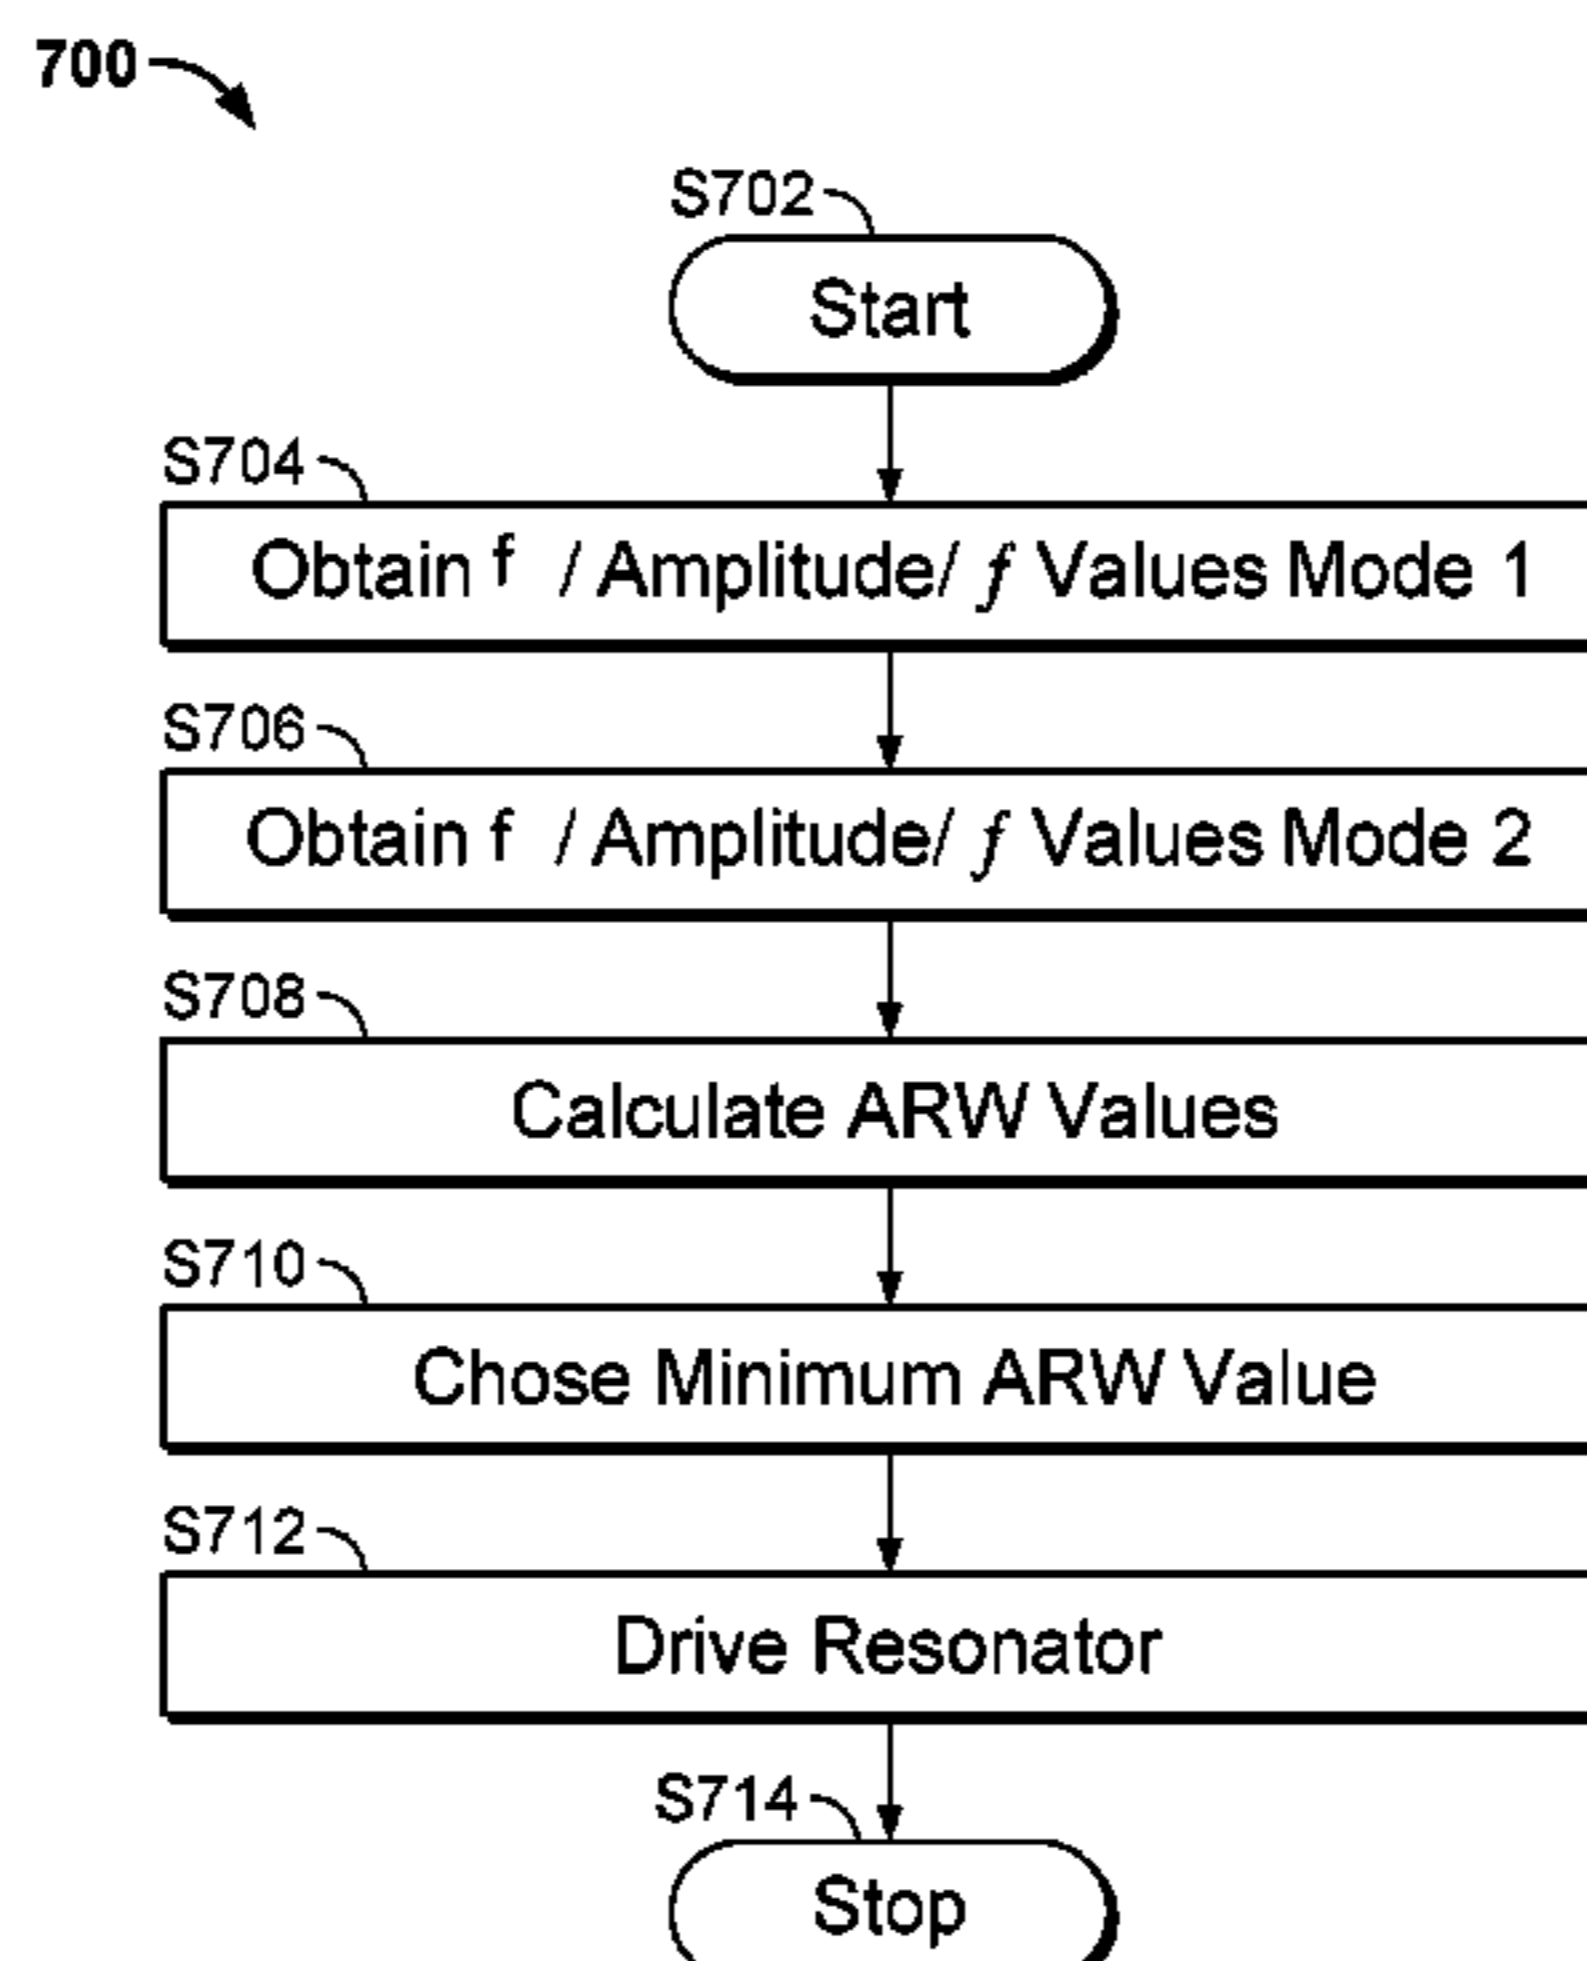 700
S702
Start
S704
Obtain f / Amplitude/ ƒ Values Mode 1
S706
Obtain f / Amplitude/ ƒ Values Mode 2
S708
Calculate ARW Values
S710
Chose Minimum ARW Value
S712
Drive Resonator
S714
Stop